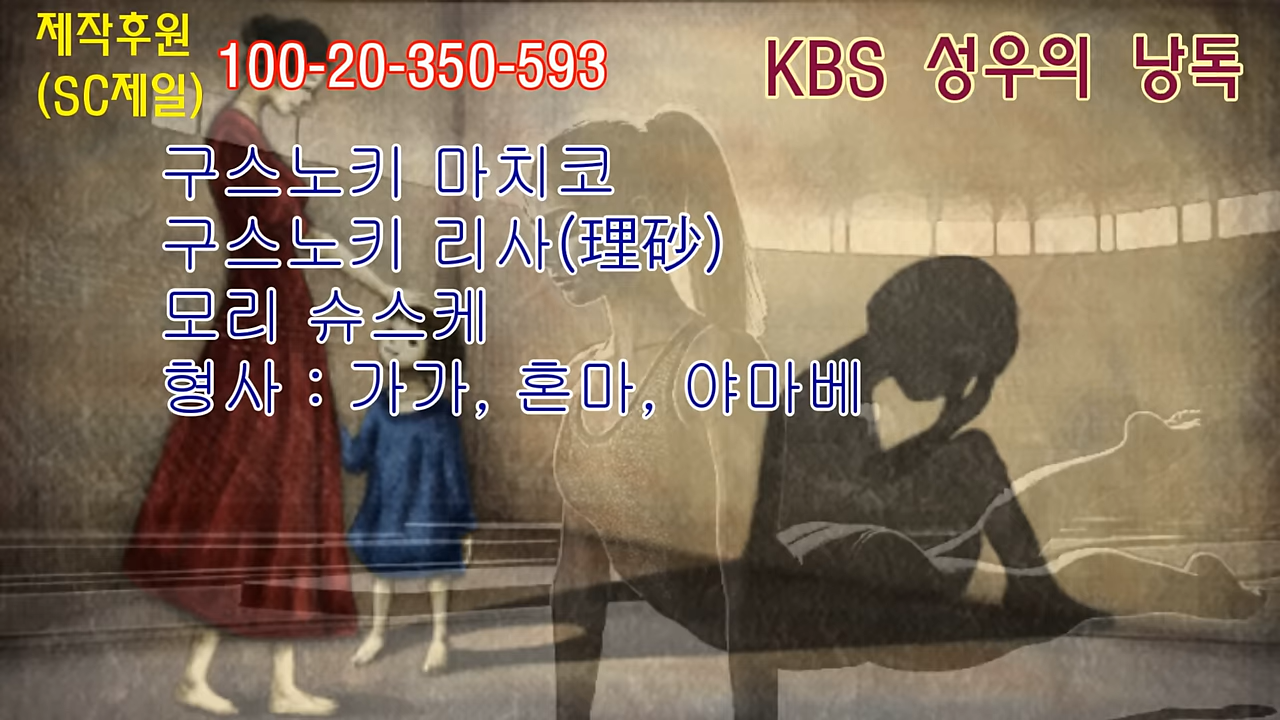 제작후원
(SC제일)
100-20-350-593
KBS 성우의 낭독
구스노키 마치코
구스노키 리사(理砂)
모리 슈스케
형사 : 가가, 혼마, 야마베